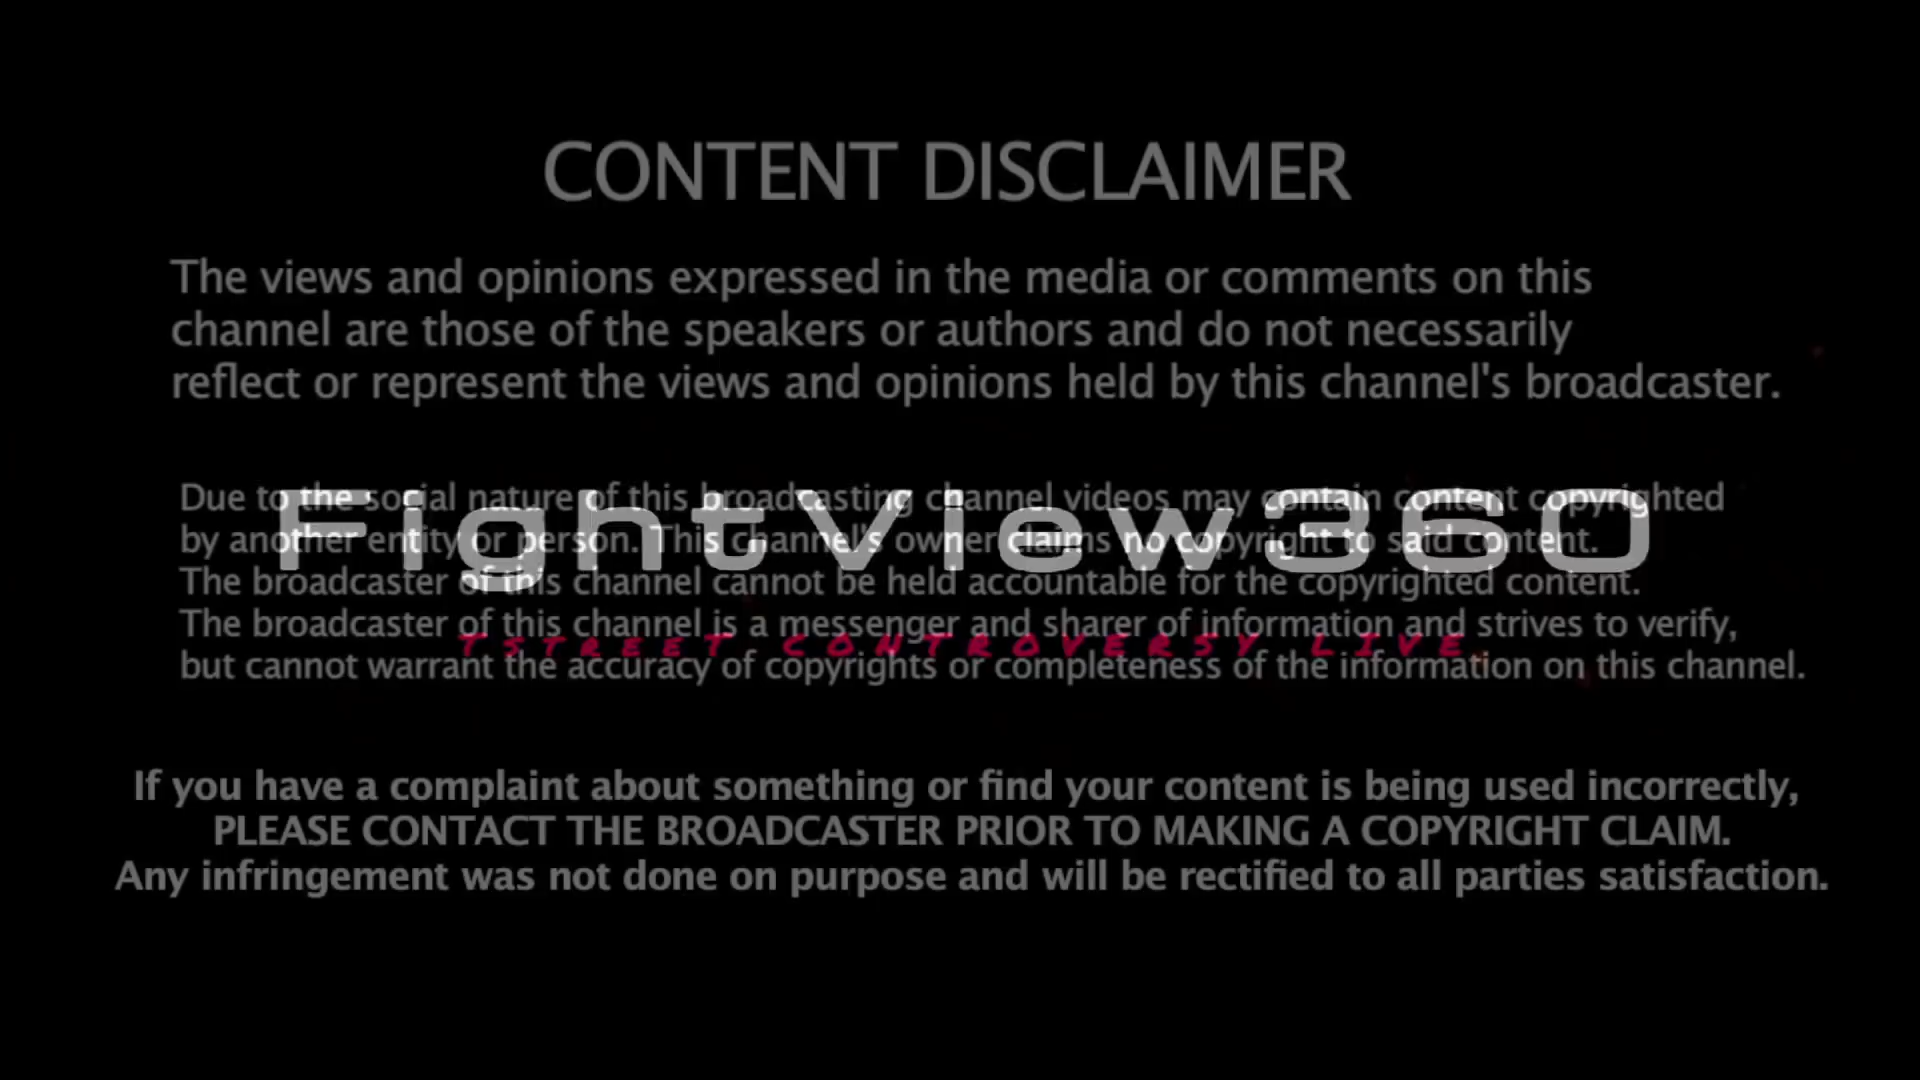 CONTENT DISCLAIMER
The views and opinions expressed in the media or comments on this
channel are those of the speakers or authors and do not necessarily
reflect or represent the views and opinions held by this channel's broadcaster.
Due to the social nature of this broadcasting channel videos may contain content copyrighted
FightView360
by another entity or person. This channel's owner claims no copyright to said content.
The broadcaster of this channel cannot be held accountable for the copyrighted content.
The broadcaster of this channel is a messenger and sharer of information and strives to verify,
TSTREET CONTROVERSY LIVE
but cannot warrant the accuracy of copyrights or completeness of the information on this channel.
If you have a complaint about something or find your content is being used incorrectly,
PLEASE CONTACT THE BROADCASTER PRIOR TO MAKING A COPYRIGHT CLAIM.
Any infringement was not done on purpose and will be rectified to all parties satisfaction.